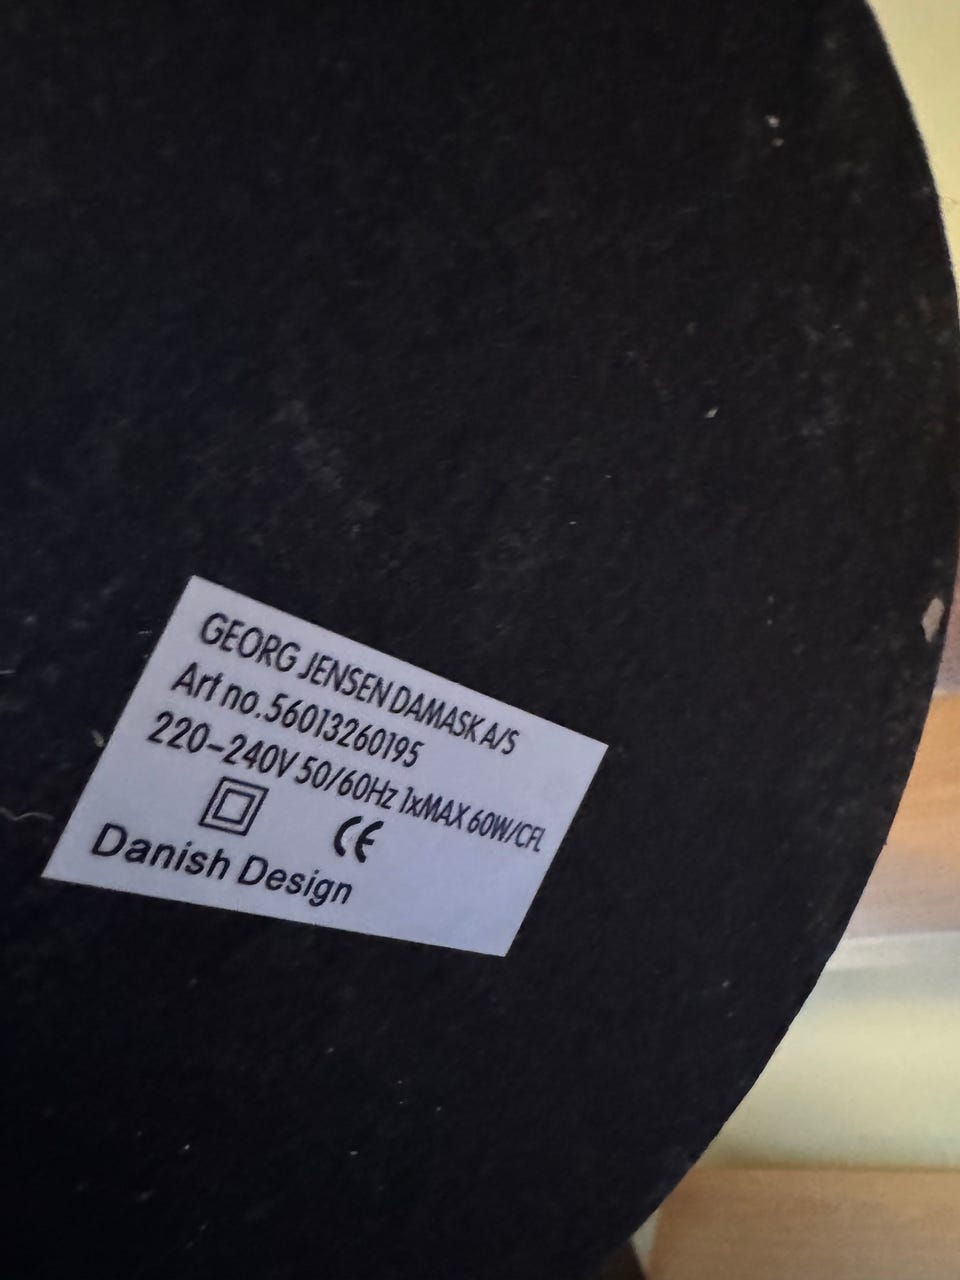 GEORG JENSEN DAMASK A/S
Art no.56013260195
220-240V 50/60Hz 1xMAX 60W/CFL
CE
Danish Design